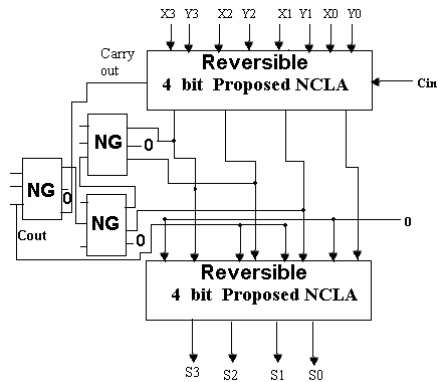 X3 Y3 X2 Y2 X1 Y1 X0 Y0
Carry out
Reversible
4 bit Proposed NCLA
Cin
NG 0
NG 0
NG 0
0
Cout
Reversible
4 bit Proposed NCLA
S3 S2 S1 S0